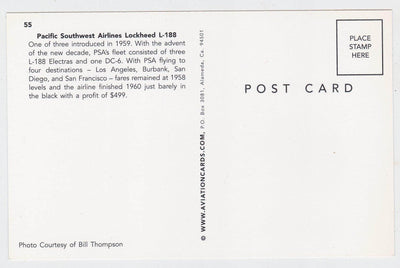 55
Pacific Southwest Airlines Lockheed L-188
One of three introduced in 1959. With the advent
of the new decade, PSA's fleet consisted of three
L-188 Electras and one DC-6. With PSA flying to
four destinations – Los Angeles, Burbank, San
Diego, and San Francisco – fares remained at 1958
levels and the airline finished 1960 just barely in
the black with a profit of $499.
Photo Courtesy of Bill Thompson
© WWW.AVIATIONCARDS.COM, P.O. Box 3081, Alameda, Ca. 94501
PLACE
STAMP
HERE
POST CARD